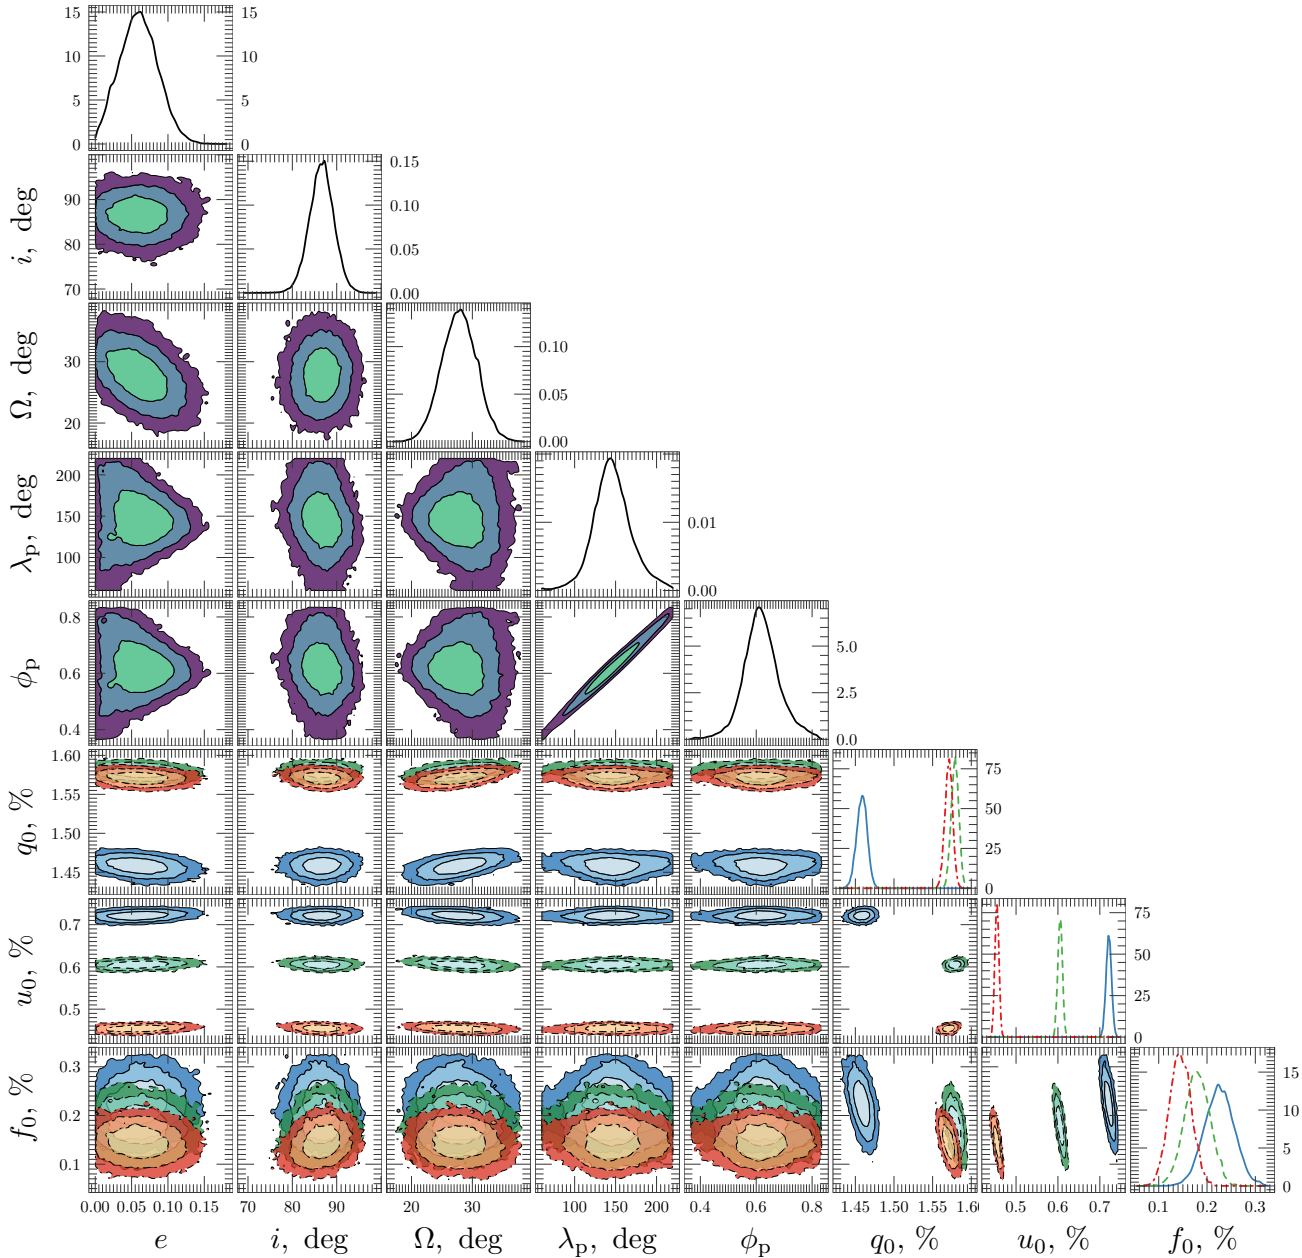 15 15
10 10
5 5
0 0
i, deg 90 80 70 0.15 0.10 0.05 0.00
Ω, deg 30 20 0.10 0.05 0.00
λp, deg 200 150 100 0.01 0.00
ϕp 0.8 0.6 0.4 5.0 2.5 0.0
q0, % 1.60 1.55 1.50 1.45 75 50 25 0
u0, % 0.7 0.6 0.5 75 50 25 0
f0, % 0.3 0.2 0.1 15 10 5 0
0.00 0.05 0.10 0.15 70 80 90 20 30 100 150 200 0.4 0.6 0.8 1.45 1.50 1.55 1.6 0.5 0.6 0.7 0.1 0.2 0.3
e i, deg Ω, deg λp, deg ϕp q0, % u0, % f0, %